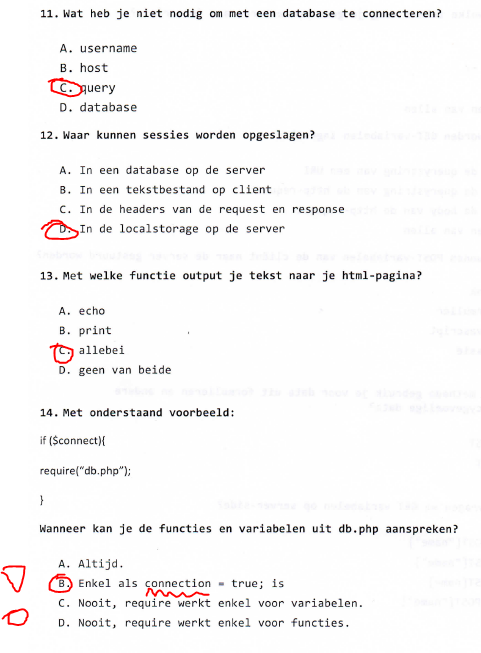 11. Wat heb je niet nodig om met een database te connecteren?
A. username
B. host
C. query
D. database
12. Waar kunnen sessies worden opgeslagen?
A. In een database op de server
B. In een tekstbestand op client
C. In de headers van de request en response
D. In de localstorage op de server
13. Met welke functie output je tekst naar je html-pagina?
A. echo
B. print
C. allebei
D. geen van beide
14. Met onderstaand voorbeeld:
if ($connect){
require("db.php");
}
Wanneer kan je de functies en variabelen uit db.php aanspreken?
A. Altijd.
B. Enkel als connection = true; is
C. Nooit, require werkt enkel voor variabelen.
D. Nooit, require werkt enkel voor functies.